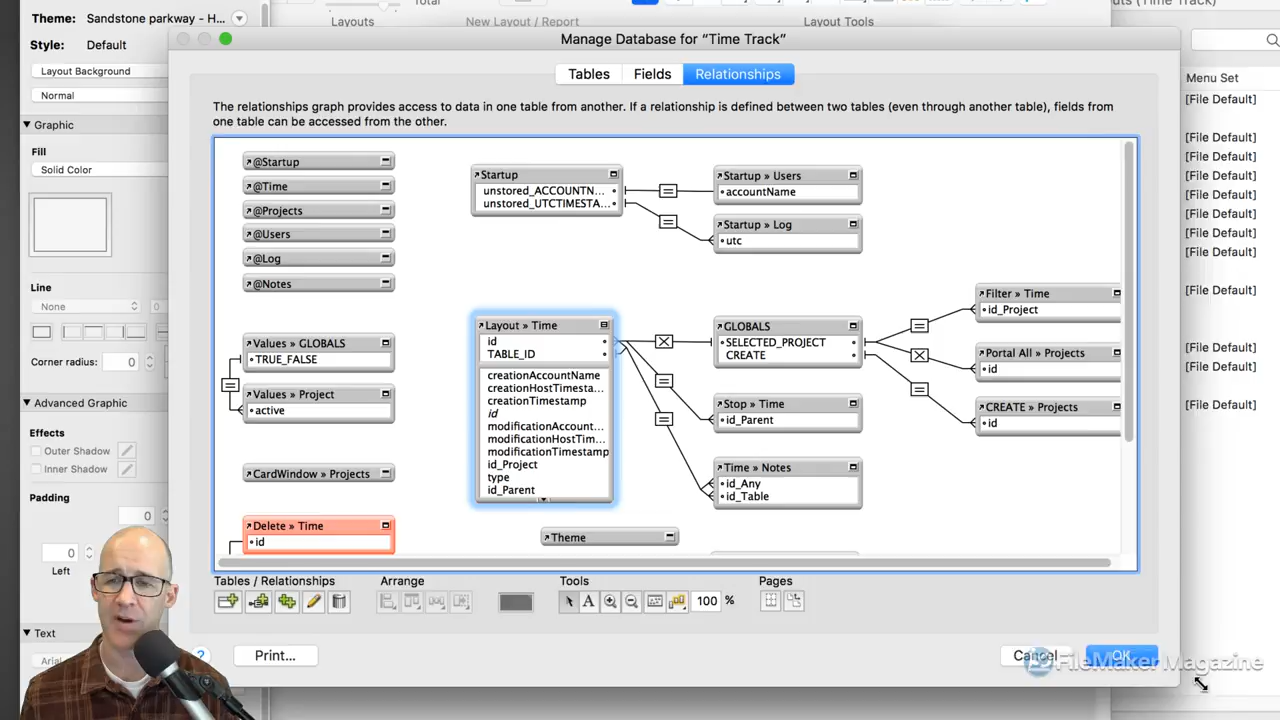 Theme: Sandstone parkway - H...
Style: Default
Layout Background
Normal
Graphic
Fill
Solid Color
Line
None
0
Corner radius: 0
Advanced Graphic
Effects
Outer Shadow
Inner Shadow
Padding
0
0
Left
Text
Arial
Total
Layouts
New Layout / Report
Layout Tools
(Time Track)
Menu Set
[File Default]
[File Default]
[File Default]
[File Default]
[File Default]
[File Default]
[File Default]
[File Default]
[File Default]
[File Default]
[File Default]
[File Default]
Manage Database for “Time Track”
Tables
Fields
Relationships
The relationships graph provides access to data in one table from another. If a relationship is defined between two tables (even through another table), fields from
one table can be accessed from the other.
@Startup
@Time
@Projects
@Users
@Log
@Notes
Values » GLOBALS
TRUE_FALSE
Values » Project
active
CardWindow » Projects
Delete » Time
id
Startup
unstored_ACCOUNTN...
unstored_UTCTIMESTA...
Startup » Users
accountName
Startup » Log
utc
Layout » Time
id
TABLE_ID
creationAccountName
creationHostTimesta...
creationTimestamp
id
modificationAccount...
modificationHostTim...
modificationTimestamp
id_Project
type
id_Parent
GLOBALS
SELECTED_PROJECT
CREATE
Stop » Time
id_Parent
Time » Notes
id_Any
id_Table
Theme
Filter » Time
id_Project
Portal All » Projects
id
CREATE » Projects
id
Tables / Relationships
Arrange
Tools
Pages
A
100 %
?
Print...
Cancel
OK
FileMaker Magazine